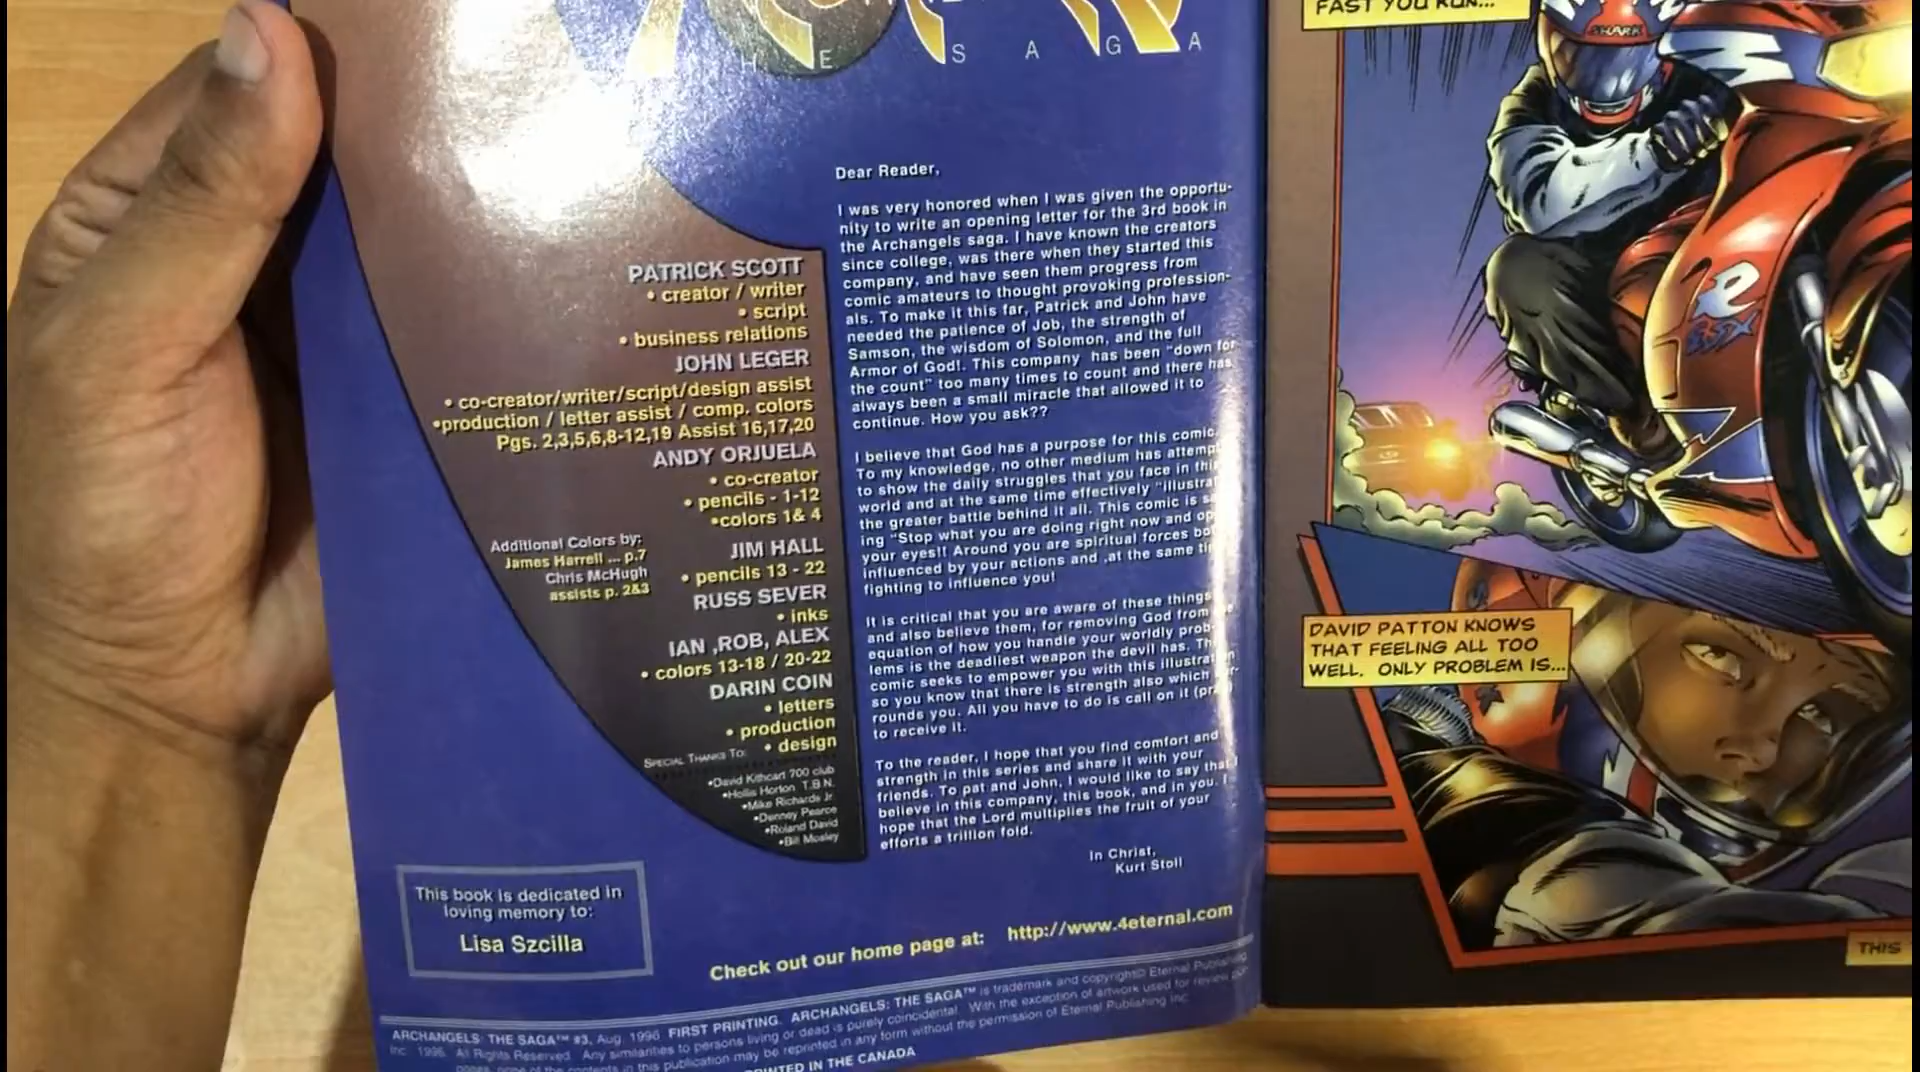 H E S A G A
PATRICK SCOTT
• creator / writer
• script
• business relations
JOHN LEGER
• co-creator/writer/script/design assist
•production / letter assist / comp. colors
Pgs. 2,3,5,6,8-12,19 Assist 16,17,20
ANDY ORJUELA
• co-creator
• pencils - 1-12
•colors 1& 4
Additional Colors by:
James Harrell ... p.7
Chris McHugh
assists p. 2&3
JIM HALL
• pencils 13 - 22
RUSS SEVER
• inks
IAN ,ROB, ALEX
• colors 13-18 / 20-22
DARIN COIN
• letters
• production
• design
SPECIAL THANKS TO:
•David Kithcart 700 club
•Hollis Horton T.B.N.
•Mike Richards Jr.
•Denney Pearce
•Roland David
•Bill Mosley
This book is dedicated in
loving memory to:
Lisa Szcilla
Dear Reader,
I was very honored when I was given the opportu-
nity to write an opening letter for the 3rd book in
the Archangels saga. I have known the creators
since college, was there when they started this
company, and have seen them progress from
comic amateurs to thought provoking profession-
als. To make it this far, Patrick and John have
needed the patience of Job, the strength of
Samson, the wisdom of Solomon, and the full
Armor of God!. This company has been "down for
the count" too many times to count and there has
always been a small miracle that allowed it to
continue. How you ask??
I believe that God has a purpose for this comic.
To my knowledge, no other medium has
to show the daily struggles that you face in
world and at the same time effectively
the greater battle behind it all. This comic is
ing "Stop what you are doing right now and
your eyes!! Around you are spiritual forces
influenced by your actions and ,at the same
fighting to influence you!
It is critical that you are aware of these things
and also believe them, for removing God from
equation of how you handle your worldly prob-
lems is the deadliest weapon the devil has.
comic seeks to empower you with this
so you know that there is strength also which
rounds you. All you have to do is call on it
to receive it.
To the reader, I hope that you find comfort and
strength in this series and share it with your
friends. To pat and John, I would like to say that I
believe in this company, this book, and in you. I
hope that the Lord multiplies the fruit of your
efforts a trillion fold.
In Christ,
Kurt Stoll
Check out our home page at: http://www.4eternal.com
ARCHANGELS: THE SAGA™ #3, Aug. 1996 FIRST PRINTING. ARCHANGELS: THE SAGA™ is trademark and copyright© Eternal Publishing
Inc. 1996. All Rights Reserved. Any similarities to persons living or dead is purely coincidental. With the exception of artwork used for review
none of the contents in this publication may be reprinted in any form without the permission of Eternal Publishing Inc.
PRINTED IN THE CANADA
FAST YOU RUN...
SHARK
DAVID PATTON KNOWS
THAT FEELING ALL TOO
WELL. ONLY PROBLEM IS...
THIS